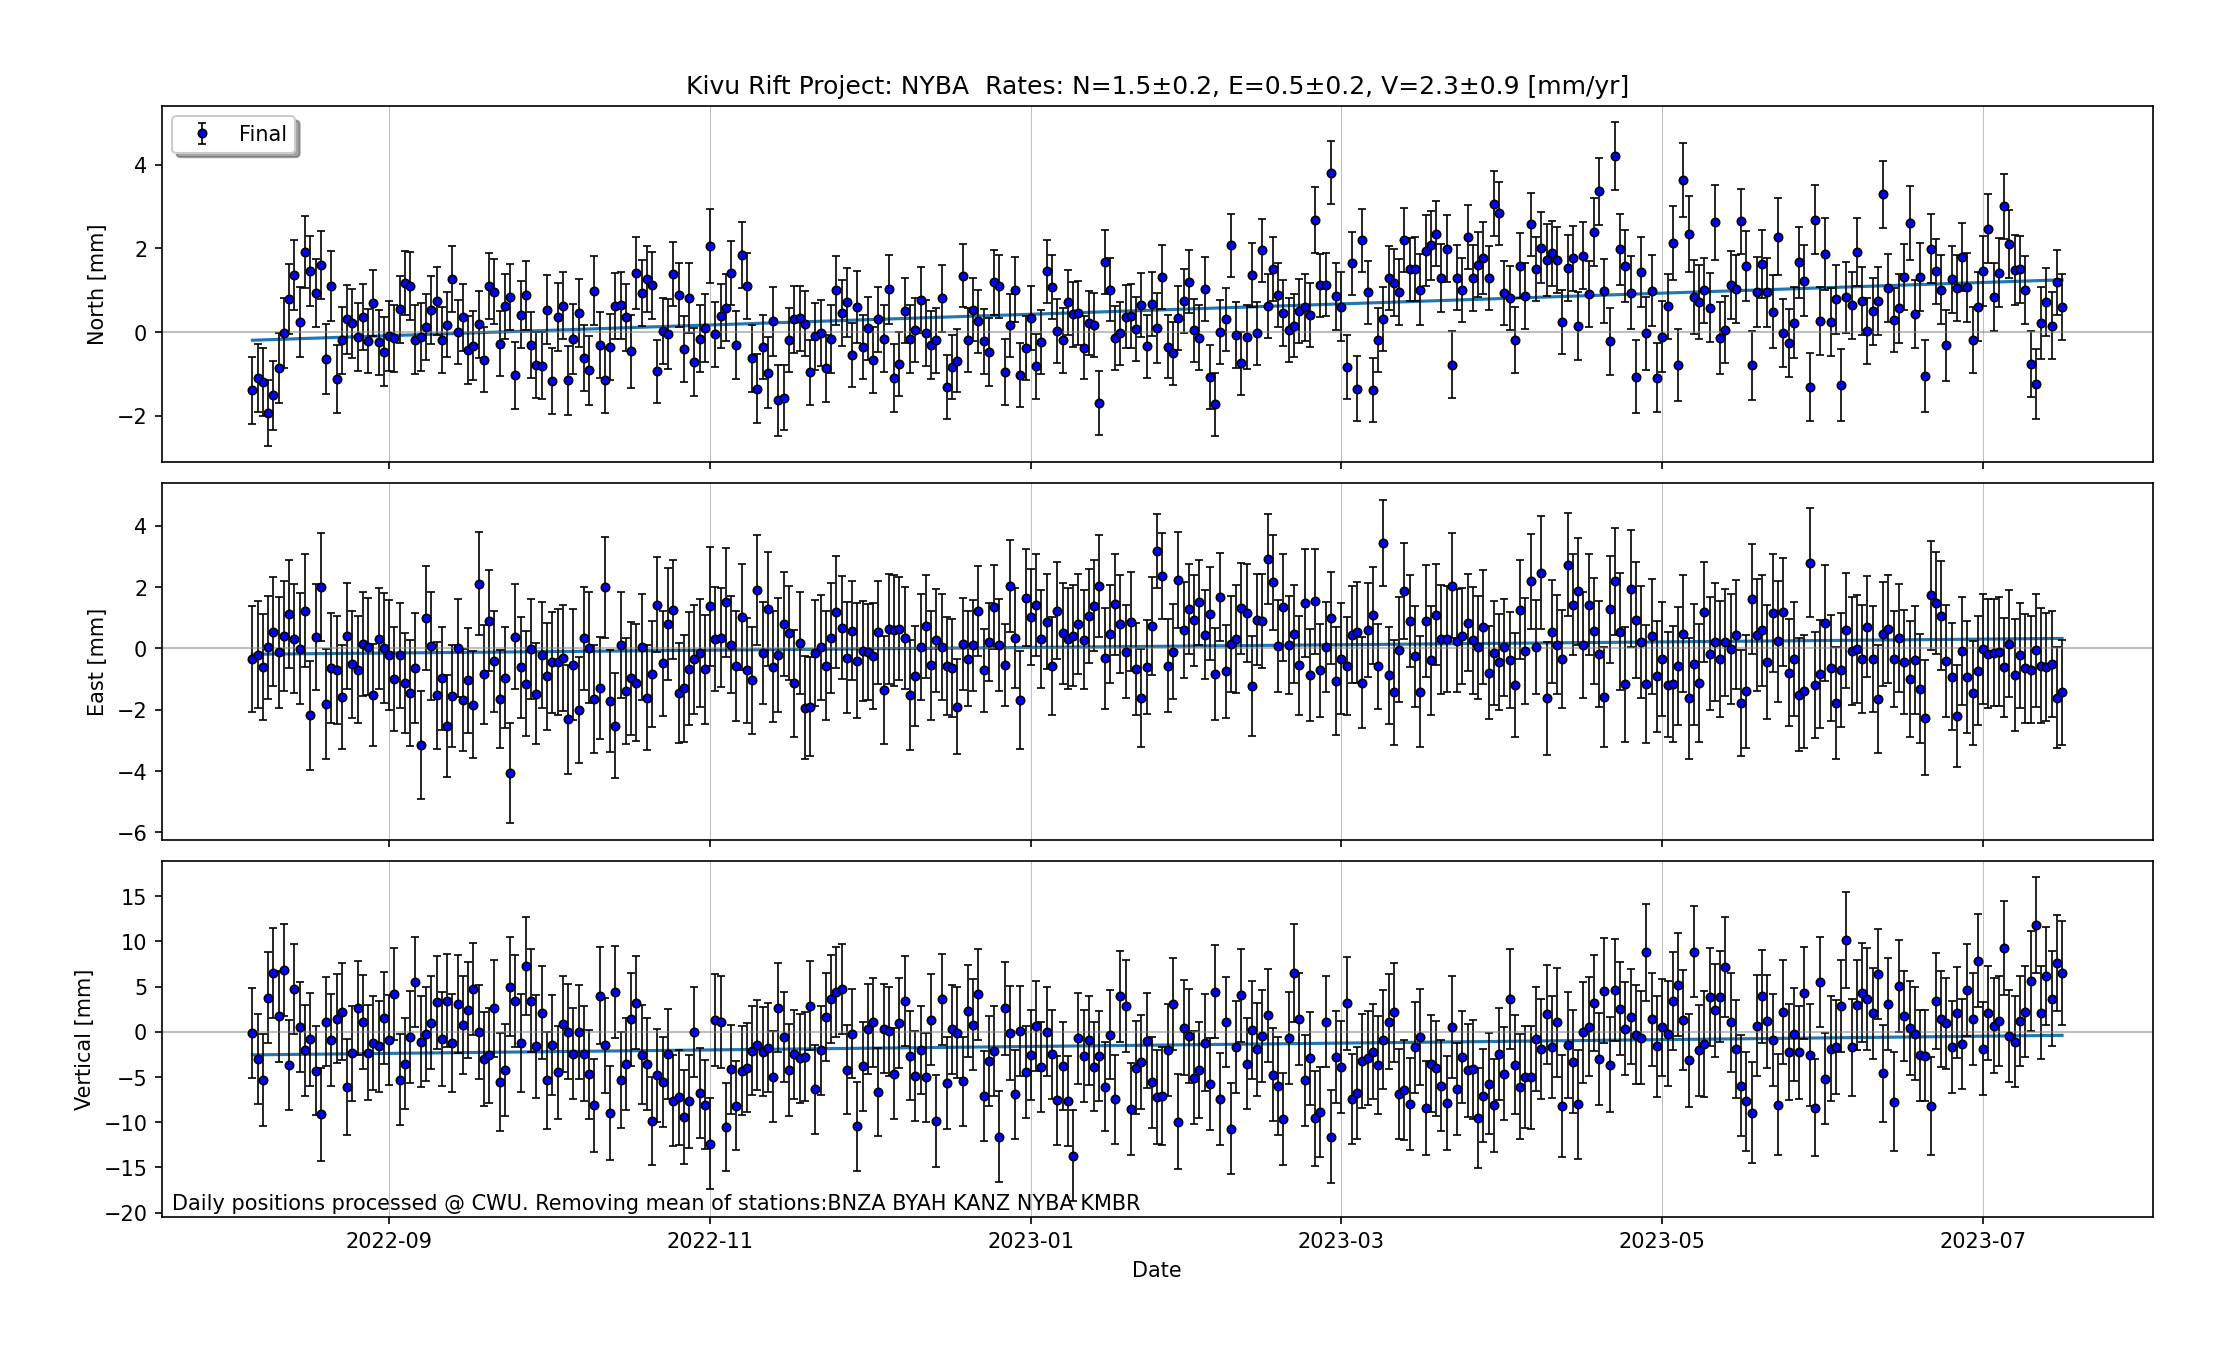 Kivu Rift Project: NYBA  Rates: N=1.5±0.2, E=0.5±0.2, V=2.3±0.9 [mm/yr]
Final
North [mm]
4
2
0
−2
East [mm]
4
2
0
−2
−4
−6
Vertical [mm]
15
10
5
0
−5
−10
−15
−20
Daily positions processed @ CWU. Removing mean of stations:BNZA BYAH KANZ NYBA KMBR
2022-09 2022-11 2023-01 2023-03 2023-05 2023-07
Date